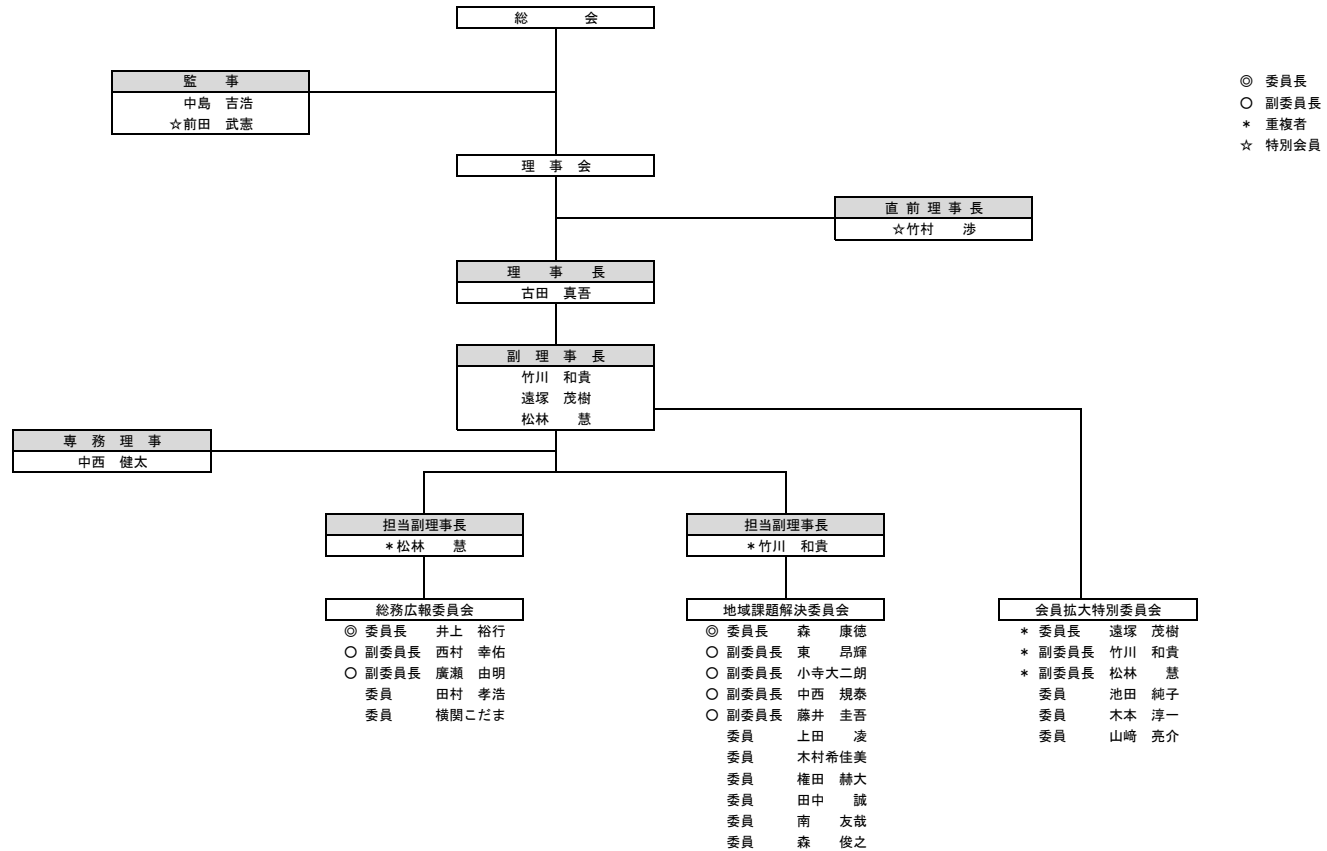 総　会
監　事
中島　吉浩
☆前田　武憲
◎ 委員長
○ 副委員長
＊ 重複者
☆ 特別会員
理　事　会
直 前 理 事 長
☆竹村　渉
理　事　長
古田　真吾
副　理　事　長
竹川　和貴
遠塚　茂樹
松林　慧
専　務　理　事
中西　健太
担当副理事長
＊松林　慧
担当副理事長
＊竹川　和貴
総務広報委員会
◎ 委員長　井上　裕行
○ 副委員長　西村　幸佑
○ 副委員長　廣瀬　由明
委員　田村　孝浩
委員　横関こだま
地域課題解決委員会
◎ 委員長　森　康徳
○ 副委員長　東　昂輝
○ 副委員長　小寺大二朗
○ 副委員長　中西　規泰
○ 副委員長　藤井　圭吾
委員　上田　凌
委員　木村希佳美
委員　権田　赫大
委員　田中　誠
委員　南　友哉
委員　森　俊之
会員拡大特別委員会
＊ 委員長　遠塚　茂樹
＊ 副委員長　竹川　和貴
＊ 副委員長　松林　慧
委員　池田　純子
委員　木本　淳一
委員　山﨑　亮介